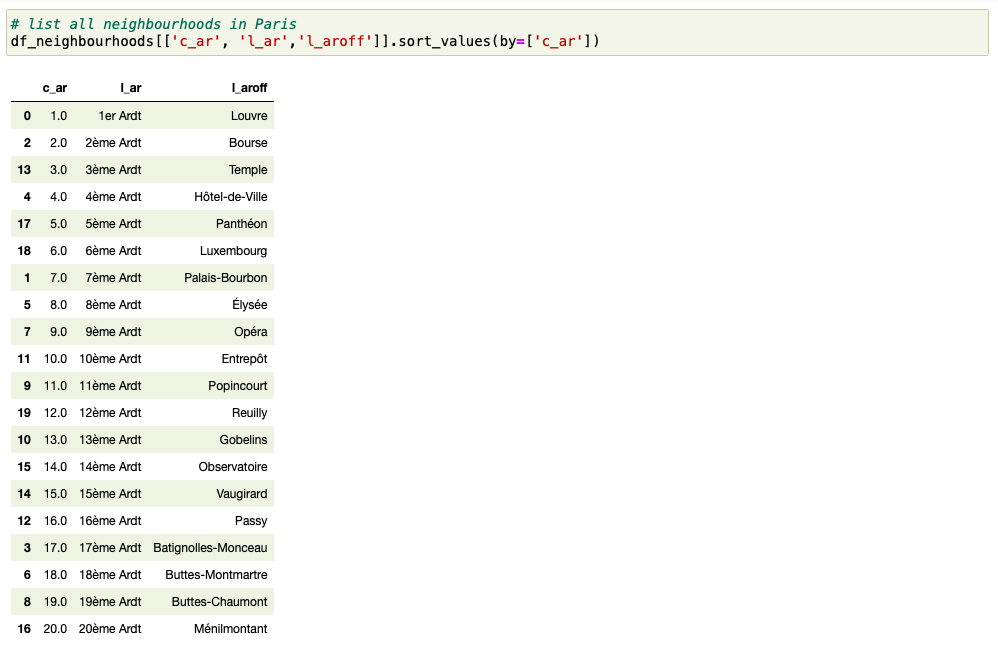 # list all neighbourhoods in Paris
df_neighbourhoods[['c_ar', 'l_ar','l_aroff']].sort_values(by=['c_ar'])
c_ar l_ar l_aroff
0 1.0 1er Ardt Louvre
2 2.0 2ème Ardt Bourse
13 3.0 3ème Ardt Temple
4 4.0 4ème Ardt Hôtel-de-Ville
17 5.0 5ème Ardt Panthéon
18 6.0 6ème Ardt Luxembourg
1 7.0 7ème Ardt Palais-Bourbon
5 8.0 8ème Ardt Élysée
7 9.0 9ème Ardt Opéra
11 10.0 10ème Ardt Entrepôt
9 11.0 11ème Ardt Popincourt
19 12.0 12ème Ardt Reuilly
10 13.0 13ème Ardt Gobelins
15 14.0 14ème Ardt Observatoire
14 15.0 15ème Ardt Vaugirard
12 16.0 16ème Ardt Passy
3 17.0 17ème Ardt Batignolles-Monceau
6 18.0 18ème Ardt Buttes-Montmartre
8 19.0 19ème Ardt Buttes-Chaumont
16 20.0 20ème Ardt Ménilmontant